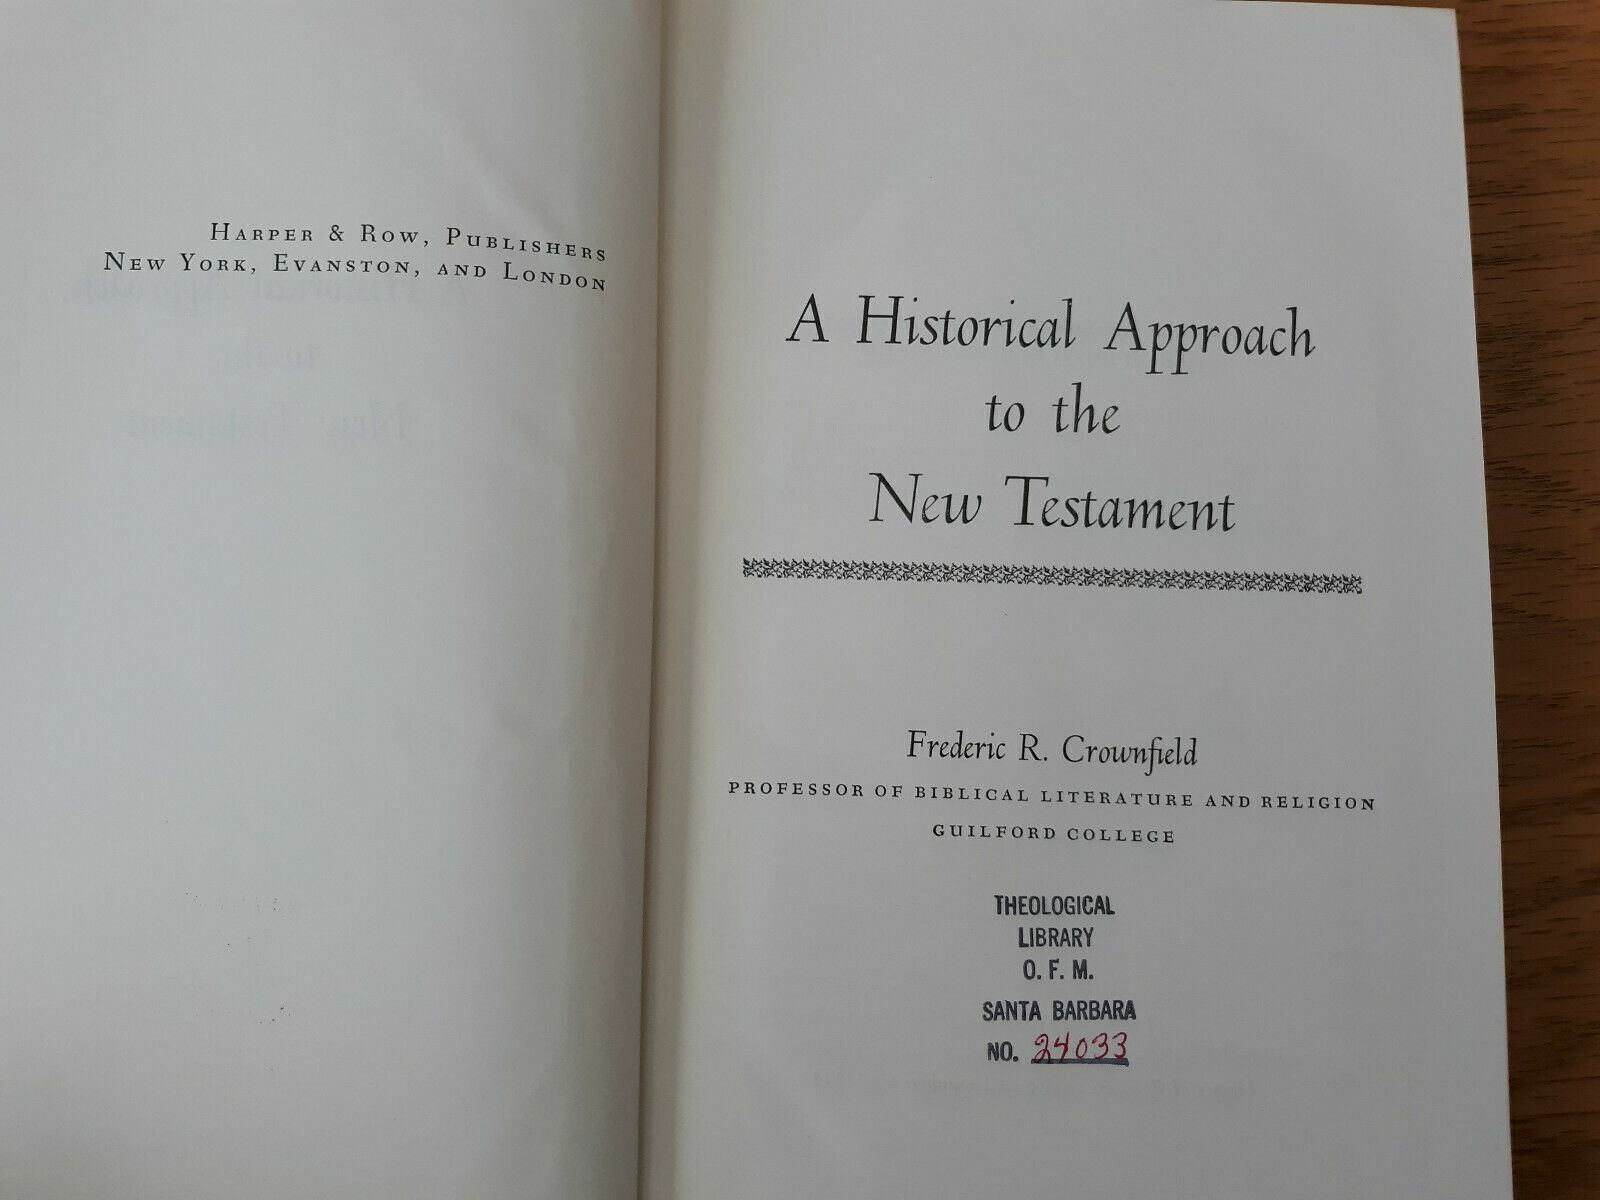 HARPER & ROW, PUBLISHERS
NEW YORK, EVANSTON, AND LONDON
A Historical Approach
to the
New Testament
Frederic R. Crownfield
PROFESSOR OF BIBLICAL LITERATURE AND RELIGION
GUILFORD COLLEGE
THEOLOGICAL
LIBRARY
O. F. M.
SANTA BARBARA
NO. 24033